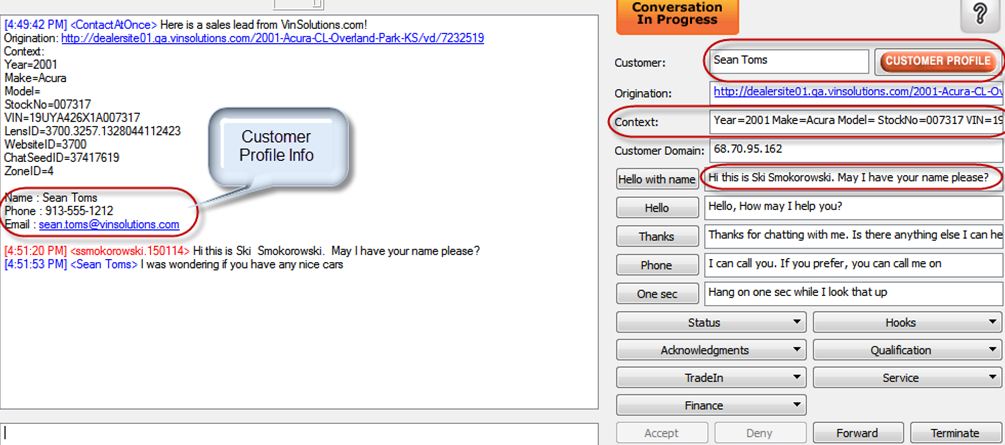 [4:49:42 PM] <ContactAtOnce> Here is a sales lead from VinSolutions.com!
Origination: http://dealersite01.qa.vinsolutions.com/2001-Acura-CL-Overland-Park-KS/vd/7232519
Context:
Year=2001
Make=Acura
Model=
StockNo=007317
VIN=19UYA426X1A007317
LensID=3700.3257.1328044112423
WebsiteID=3700
ChatSeedID=37417619
ZoneID=4
Name : Sean Toms
Phone : 913-555-1212
Email : sean.toms@vinsolutions.com
[4:51:20 PM] <ssmokorowski.150114> Hi this is Ski  Smokorowski.  May I have your name please?
[4:51:53 PM] <Sean Toms> I was wondering if you have any nice cars
Customer
Profile Info
Conversation
In Progress
?
Customer: Sean Toms CUSTOMER PROFILE
Origination: http://dealersite01.qa.vinsolutions.com/2001-Acura-CL-Ov
Context: Year=2001 Make=Acura Model= StockNo=007317 VIN=19
Customer Domain: 68.70.95.162
Hello with name Hi this is Ski Smokorowski. May I have your name please?
Hello Hello, How may I help you?
Thanks Thanks for chatting with me. Is there anything else I can he
Phone I can call you. If you prefer, you can call me on
One sec Hang on one sec while I look that up
Status Hooks
Acknowledgments Qualification
TradeIn Service
Finance
Accept Deny Forward Terminate